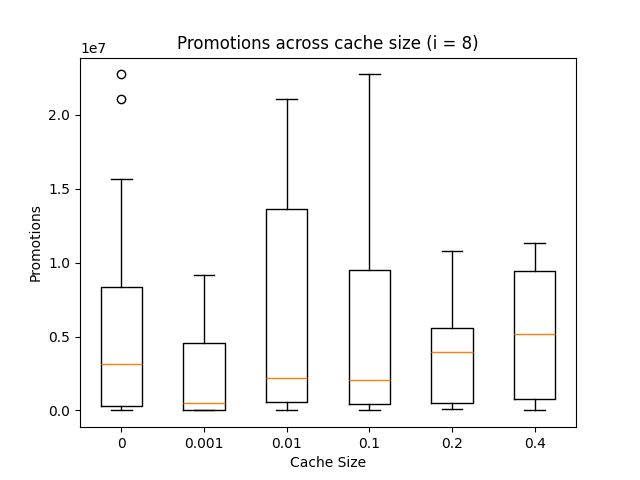 Promotions across cache size (i = 8)
1e7
2.0
1.5
1.0
0.5
0.0
Promotions
0 0.001 0.01 0.1 0.2 0.4
Cache Size